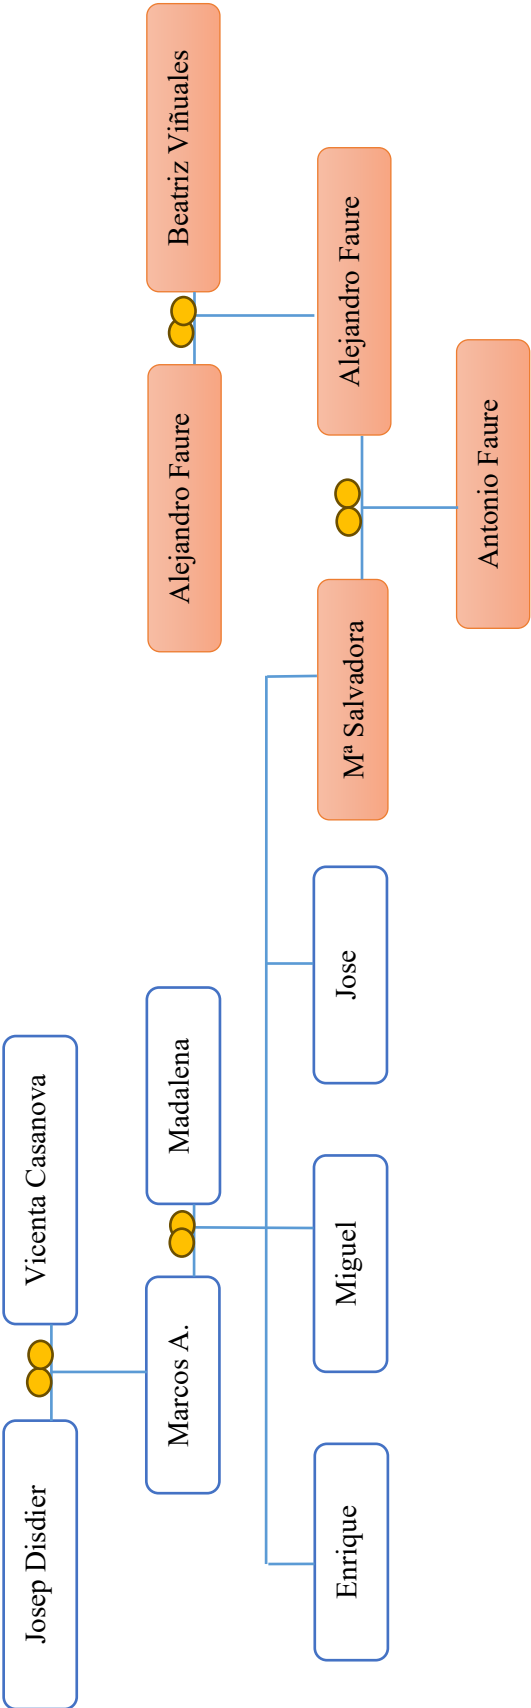 Josep Disdier
Vicenta Casanova
Marcos A.
Madalena
Alejandro Faure
Beatriz Viñuales
Enrique
Miguel
Jose
Mª Salvadora
Alejandro Faure
Antonio Faure